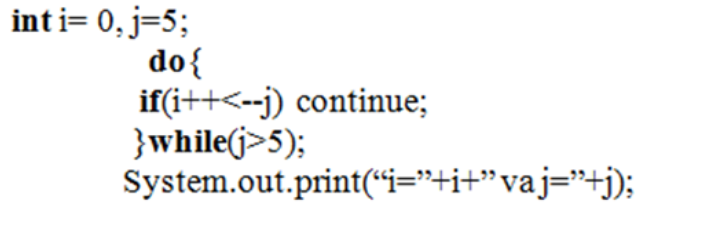 int i= 0, j=5;
do{
if(i++<--j) continue;
}while(j>5);
System.out.print(“i=”+i+” va j=”+j);